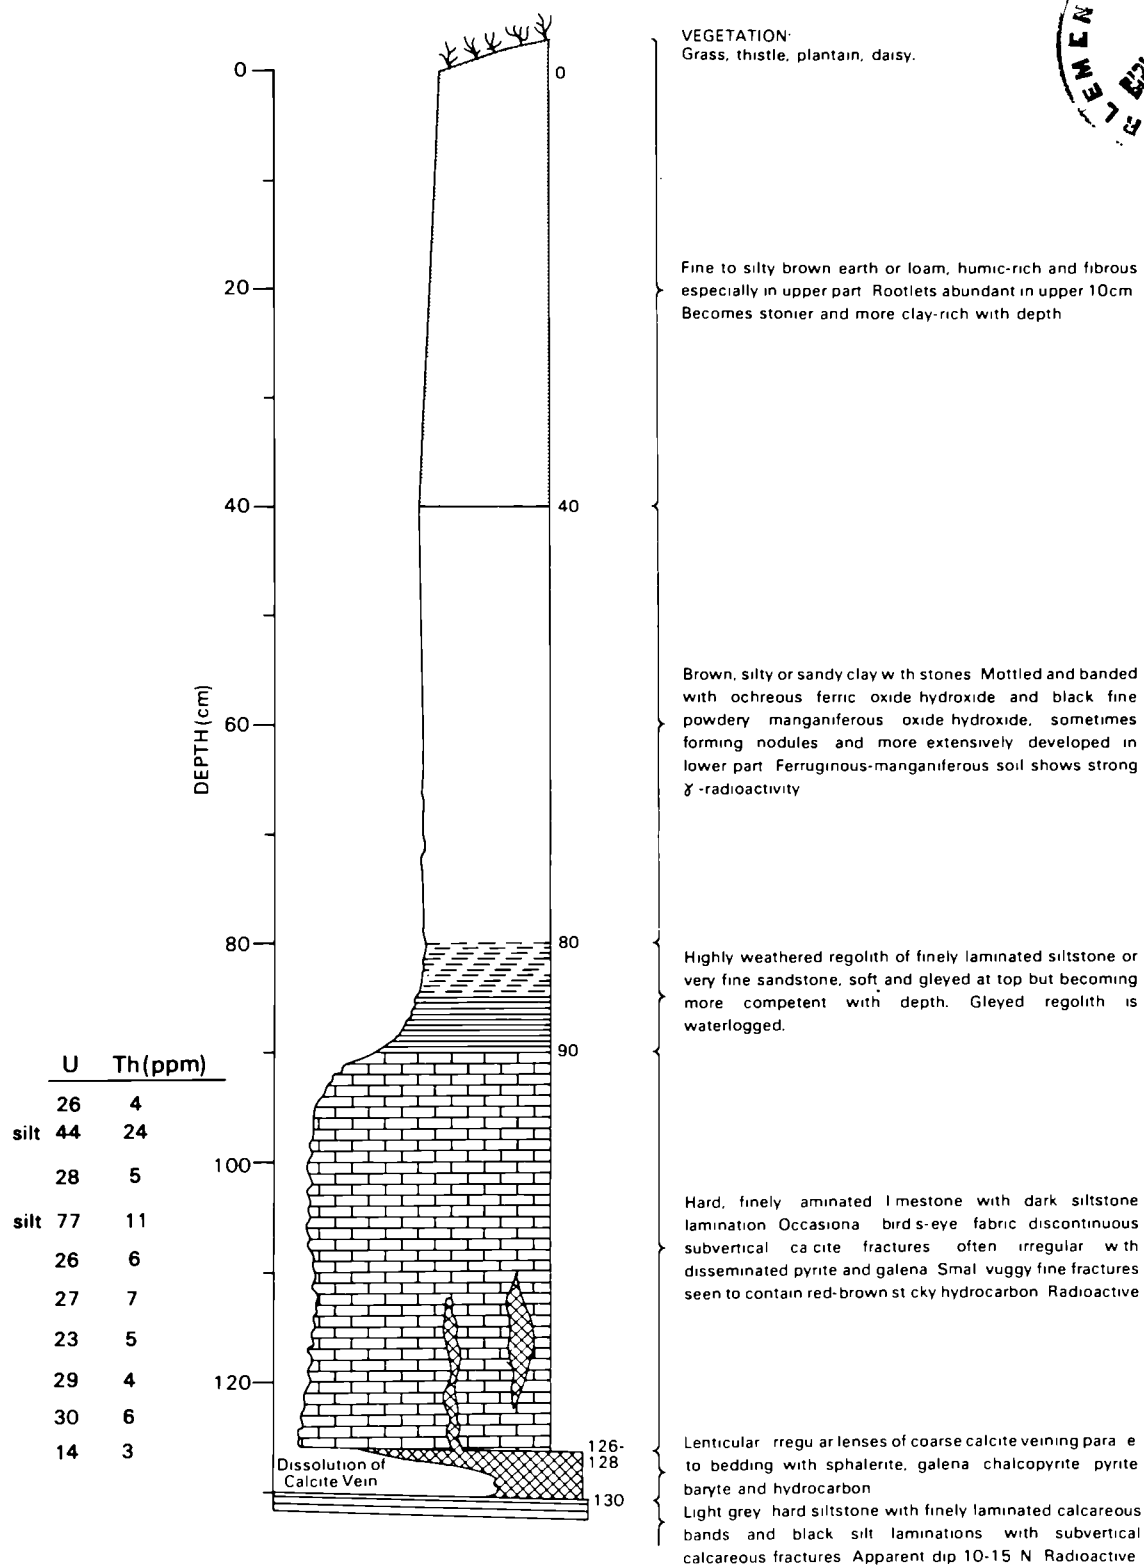 VEGETATION·
Grass, thistle, plantain, daisy.
0
0
Fine to silty brown earth or loam, humic-rich and fibrous
20
especially in upper part Rootlets abundant in upper 10cm
Becomes stonier and more clay-rich with depth
40
40
DEPTH (cm)
60
Brown, silty or sandy clay w th stones Mottled and banded
with ochreous ferric oxide hydroxide and black fine
powdery manganiferous oxide hydroxide, sometimes
forming nodules and more extensively developed in
lower part Ferruginous-manganiferous soil shows strong
γ -radioactivity
80
80
Highly weathered regolith of finely laminated siltstone or
very fine sandstone, soft and gleyed at top but becoming
more competent with depth. Gleyed regolith is
waterlogged.
90
U Th (ppm)
26 4
silt 44 24
28 5
silt 77 11
26 6
27 7
23 5
29 4
30 6
14 3
100
Hard, finely aminated l mestone with dark siltstone
lamination Occasiona bird s-eye fabric discontinuous
subvertical ca cite fractures often irregular w th
disseminated pyrite and galena Smal vuggy fine fractures
seen to contain red-brown st cky hydrocarbon Radioactive
120
126-
128
Dissolution of
Calcite Vein
130
Lenticular rregu ar lenses of coarse calcite veining para e
to bedding with sphalerite, galena chalcopyrite pyrite
baryte and hydrocarbon
Light grey hard siltstone with finely laminated calcareous
bands and black silt laminations with subvertical
calcareous fractures Apparent dip 10-15 N Radioactive